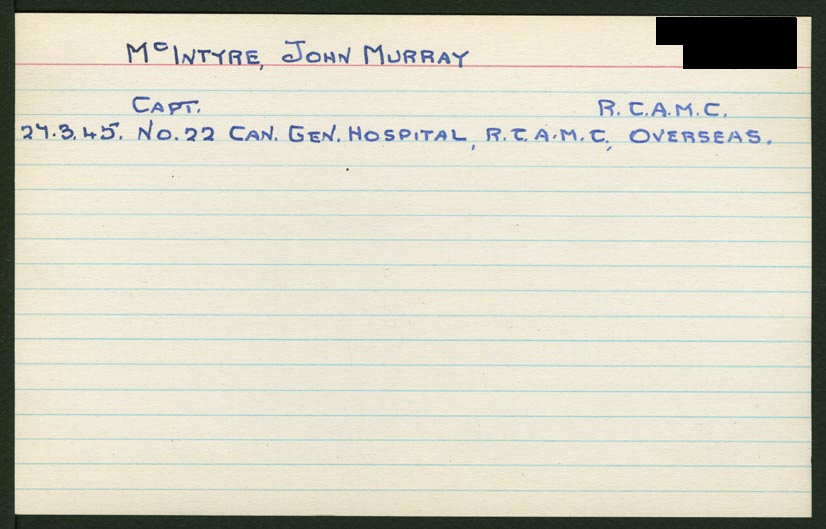 McINTYRE, JOHN MURRAY
CAPT. R.C.A.M.C.
27.3.45. NO.22 CAN. GEN. HOSPITAL, R.C.A.M.C., OVERSEAS.